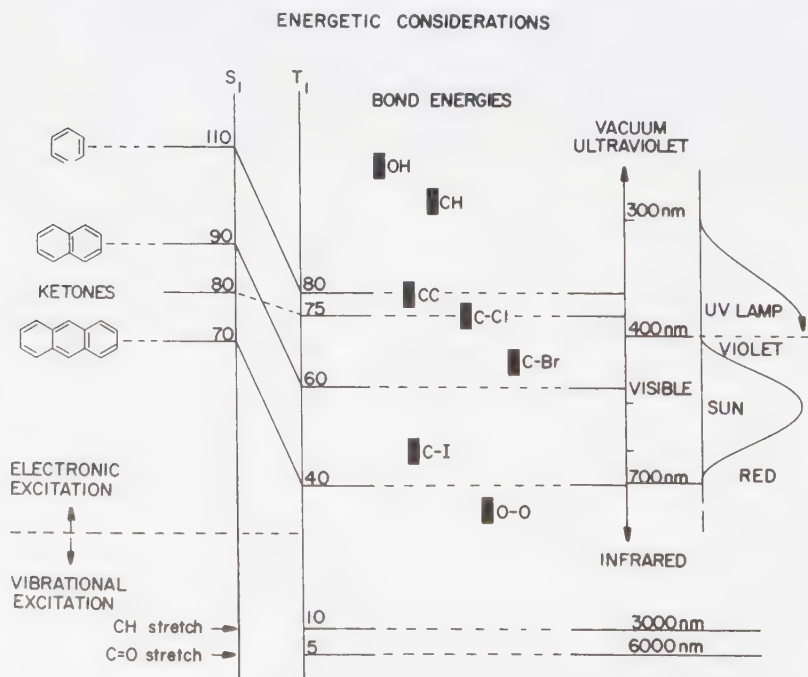 ENERGETIC CONSIDERATIONS
S1
T1
BOND ENERGIES
VACUUM
ULTRAVIOLET
110
OH
CH
300nm
90
KETONES
80
80
CC
75
C-Cl
UV LAMP
70
400nm
VIOLET
C-Br
60
VISIBLE
SUN
C-I
40
700nm
RED
ELECTRONIC
EXCITATION
O-O
INFRARED
VIBRATIONAL
EXCITATION
CH stretch
10
3000nm
C=O stretch
5
6000nm